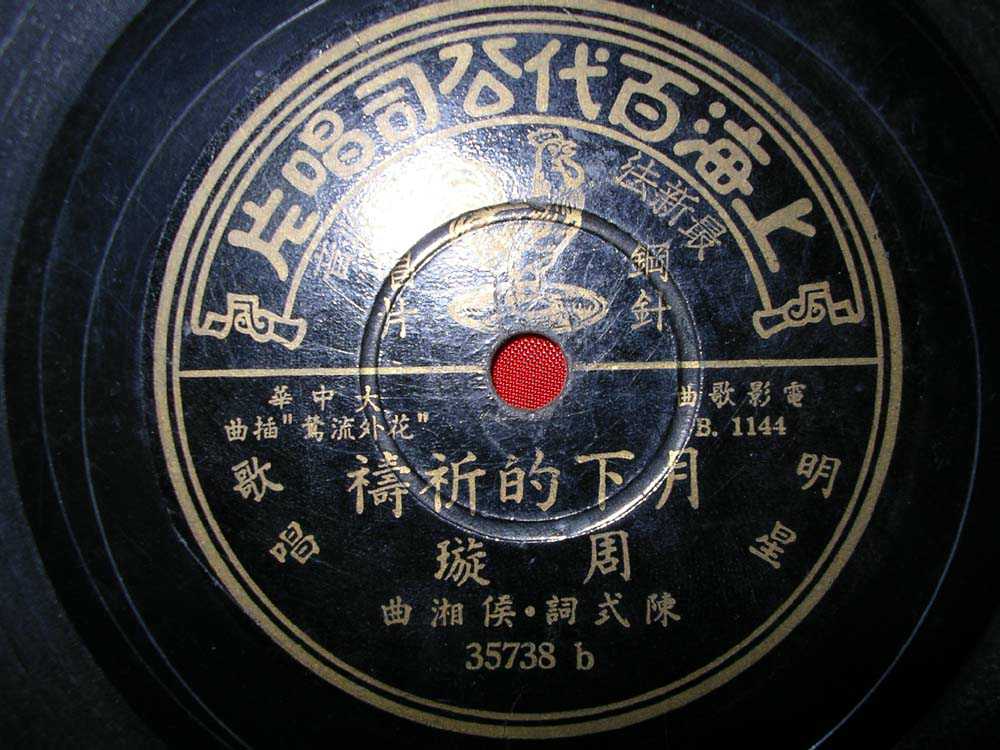 上海百代公司唱片
最新法
鋼針
電影歌曲
B. 1144
大中華
"花外流鶯"插曲
月下的祈禱
明星
歌唱
周璇
陳式詞·侯湘曲
35738 b